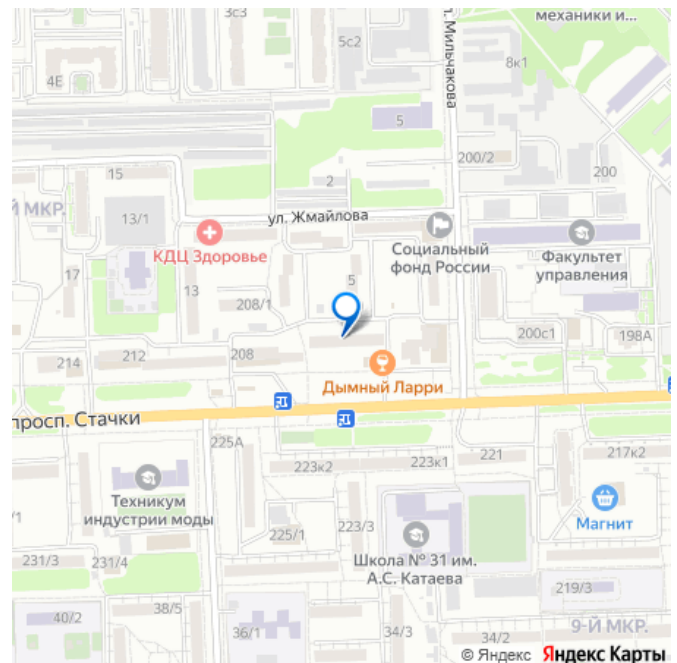 механики и...
3с3
5с2
ул. Мильчакова
8к1
4Е
5
200/2
200
15
2
Й МКР.
13/1
ул. Жмайлова
КДЦ Здоровье
Социальный
фонд России
Факультет
управления
17
13
5
208/1
200с1
198А
214
212
208
Дымный Ларри
просп. Стачки
225А
223к2
223к1
221
217к2
Техникум
индустрии моды
Магнит
/1
225/1
223/3
Школа № 31 им.
А.С. Катаева
231/3
231/4
219/3
40/2
38/5
36/1
34/3
34/2
9-Й МКР.
© Яндекс Яндекс Карты